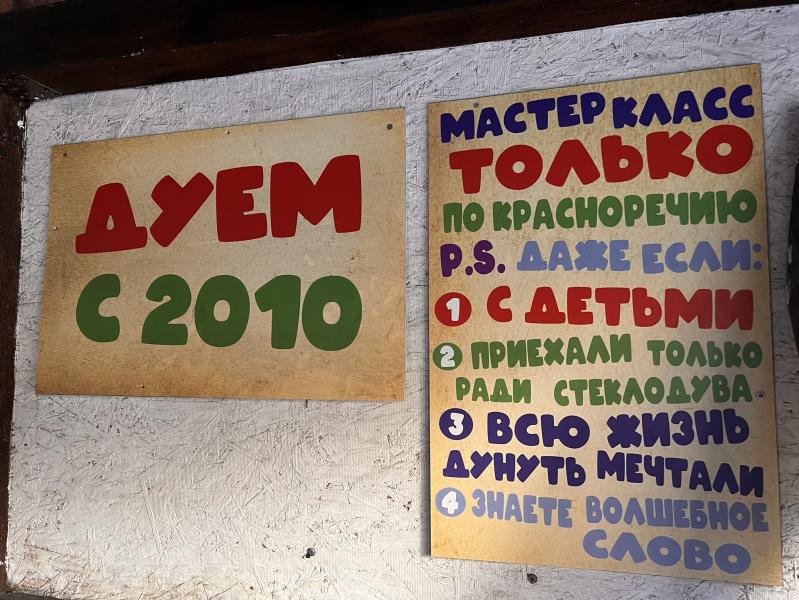 ДУЕМ
С 2010
МАСТЕР КЛАСС
ТОЛЬКО
ПО КРАСНОРЕЧИЮ
P.S. ДАЖЕ ЕСЛИ:
1 С ДЕТЬМИ
2 ПРИЕХАЛИ ТОЛЬКО
РАДИ СТЕКЛОДУВА
3 ВСЮ ЖИЗНЬ
ДУНУТЬ МЕЧТАЛИ
4 ЗНАЕТЕ ВОЛШЕБНОЕ
СЛОВО